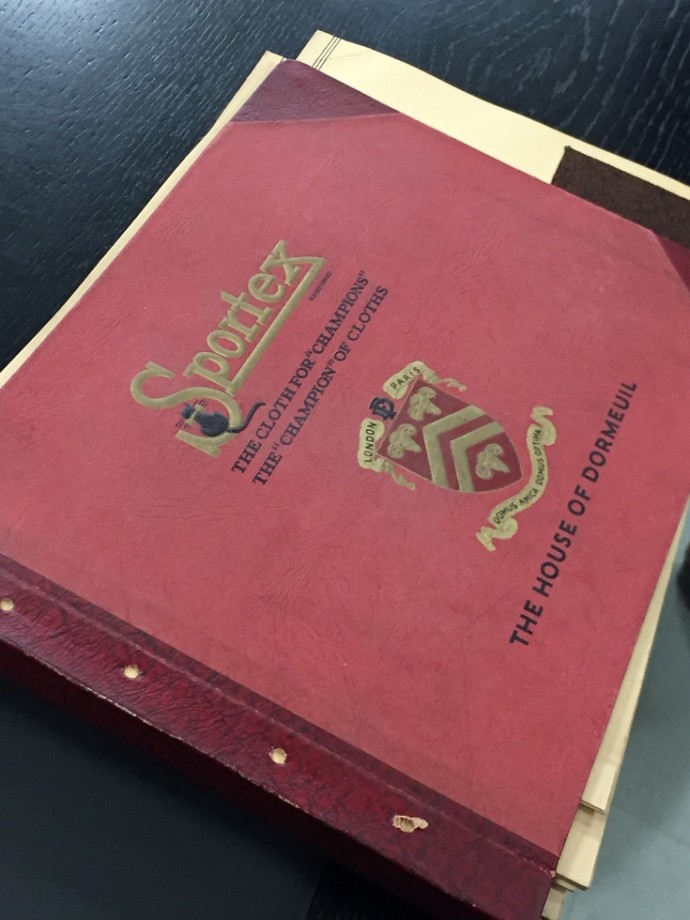 Sportex
THE CLOTH FOR "CHAMPIONS"
THE "CHAMPION" OF CLOTHS
LONDON
PARIS
DOMUS AMICA DOMUS OPTIMA
THE HOUSE OF DORMEUIL